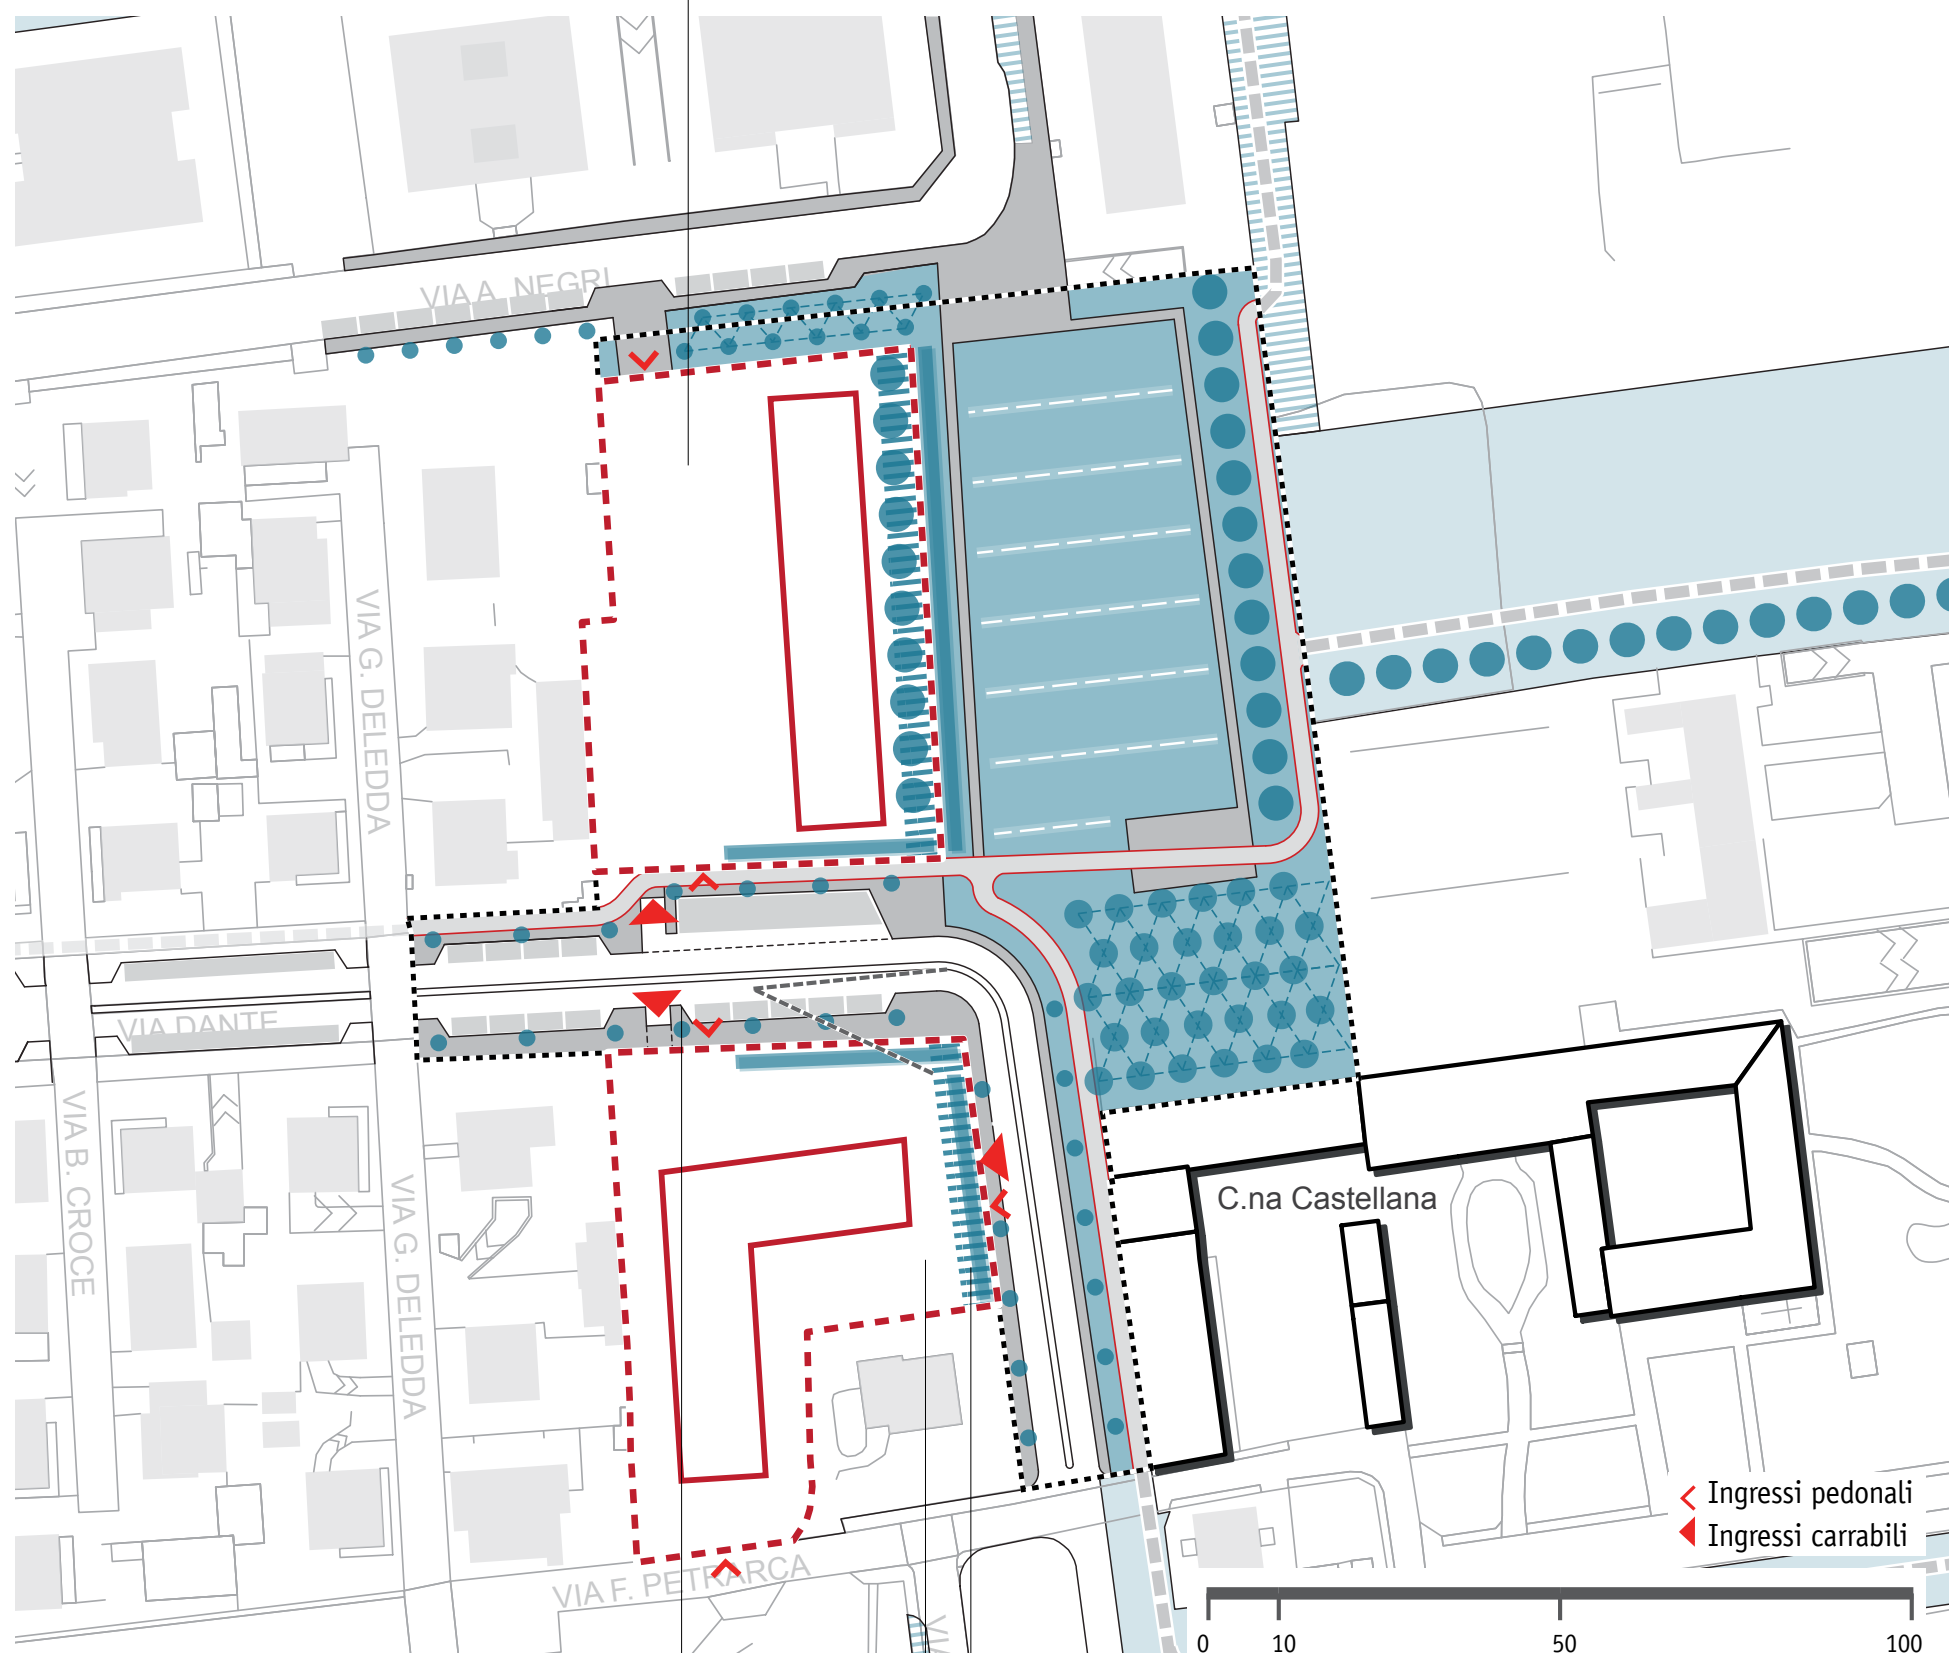 VIA A. NEGRI
VIA G. DELEDDA
VIA DANTE
VIA B. CROCE
VIA G. DELEDDA
C.na Castellana
VIA F. PETRARCA
Ingressi pedonali
Ingressi carrabili
0 10 50 100